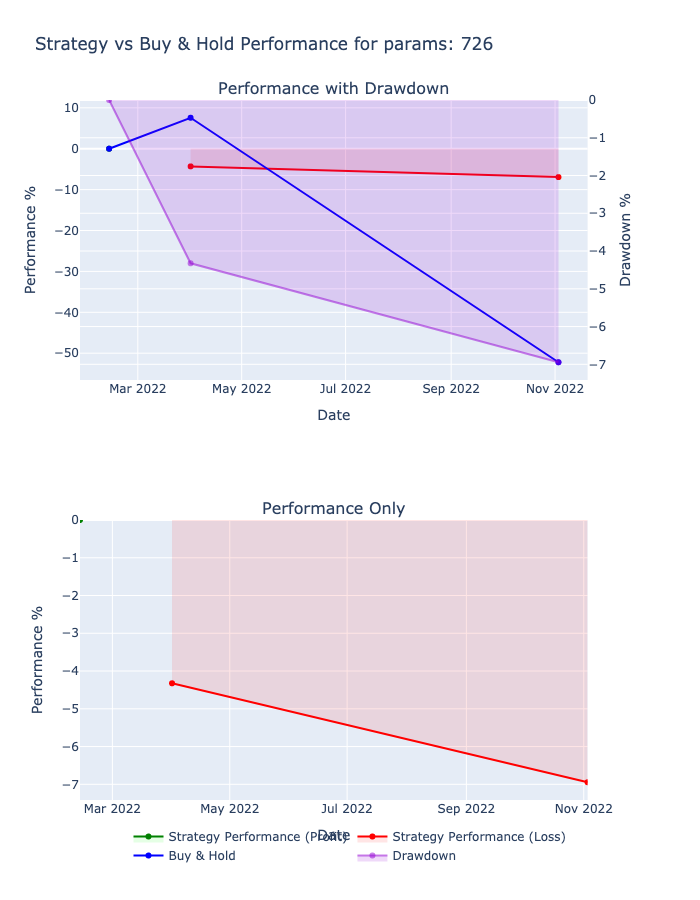 Strategy vs Buy & Hold Performance for params: 726
Performance with Drawdown
10
0
−10
−20
−30
−40
−50
Performance %
0
−1
−2
−3
−4
−5
−6
−7
Drawdown %
Mar 2022 May 2022 Jul 2022 Sep 2022 Nov 2022
Date
Performance Only
0
−1
−2
−3
−4
−5
−6
−7
Performance %
Mar 2022 May 2022 Jul 2022 Sep 2022 Nov 2022
Date
Strategy Performance (Profit) Strategy Performance (Loss)
Buy & Hold Drawdown